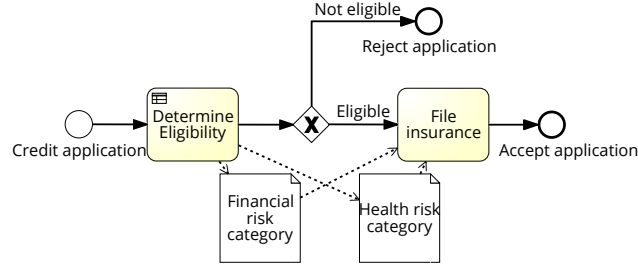 Not eligible
Reject application
Determine
Eligibility
X
Eligible
File
insurance
Credit application
Accept application
Financial
risk
category
Health risk
category